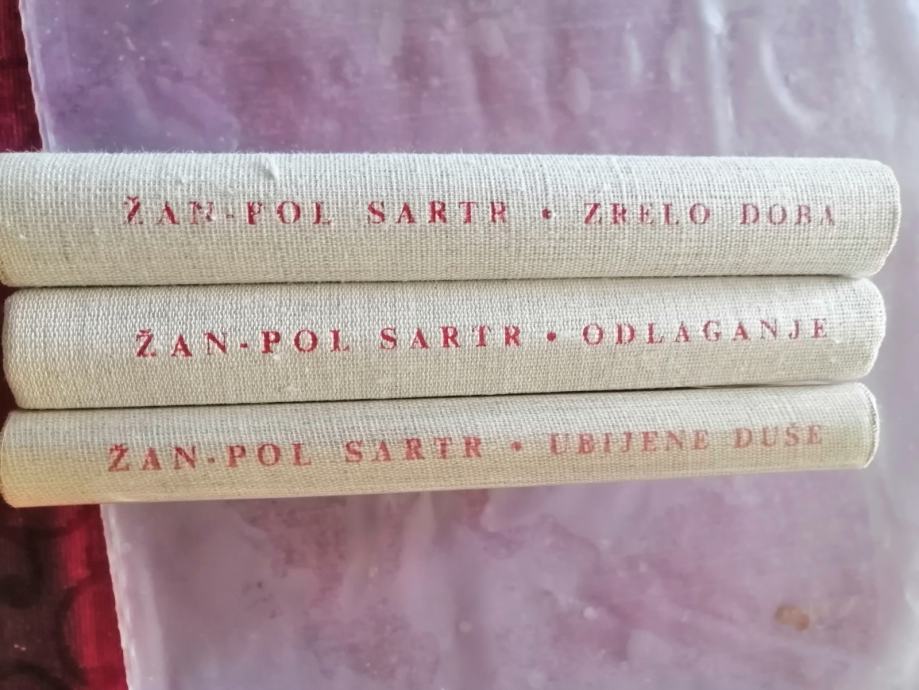 ŽAN-POL SARTR • ZRELO DOBA
ŽAN-POL SARTR • ODLAGANJE
ŽAN-POL SARTR • UBIJENE DUŠE